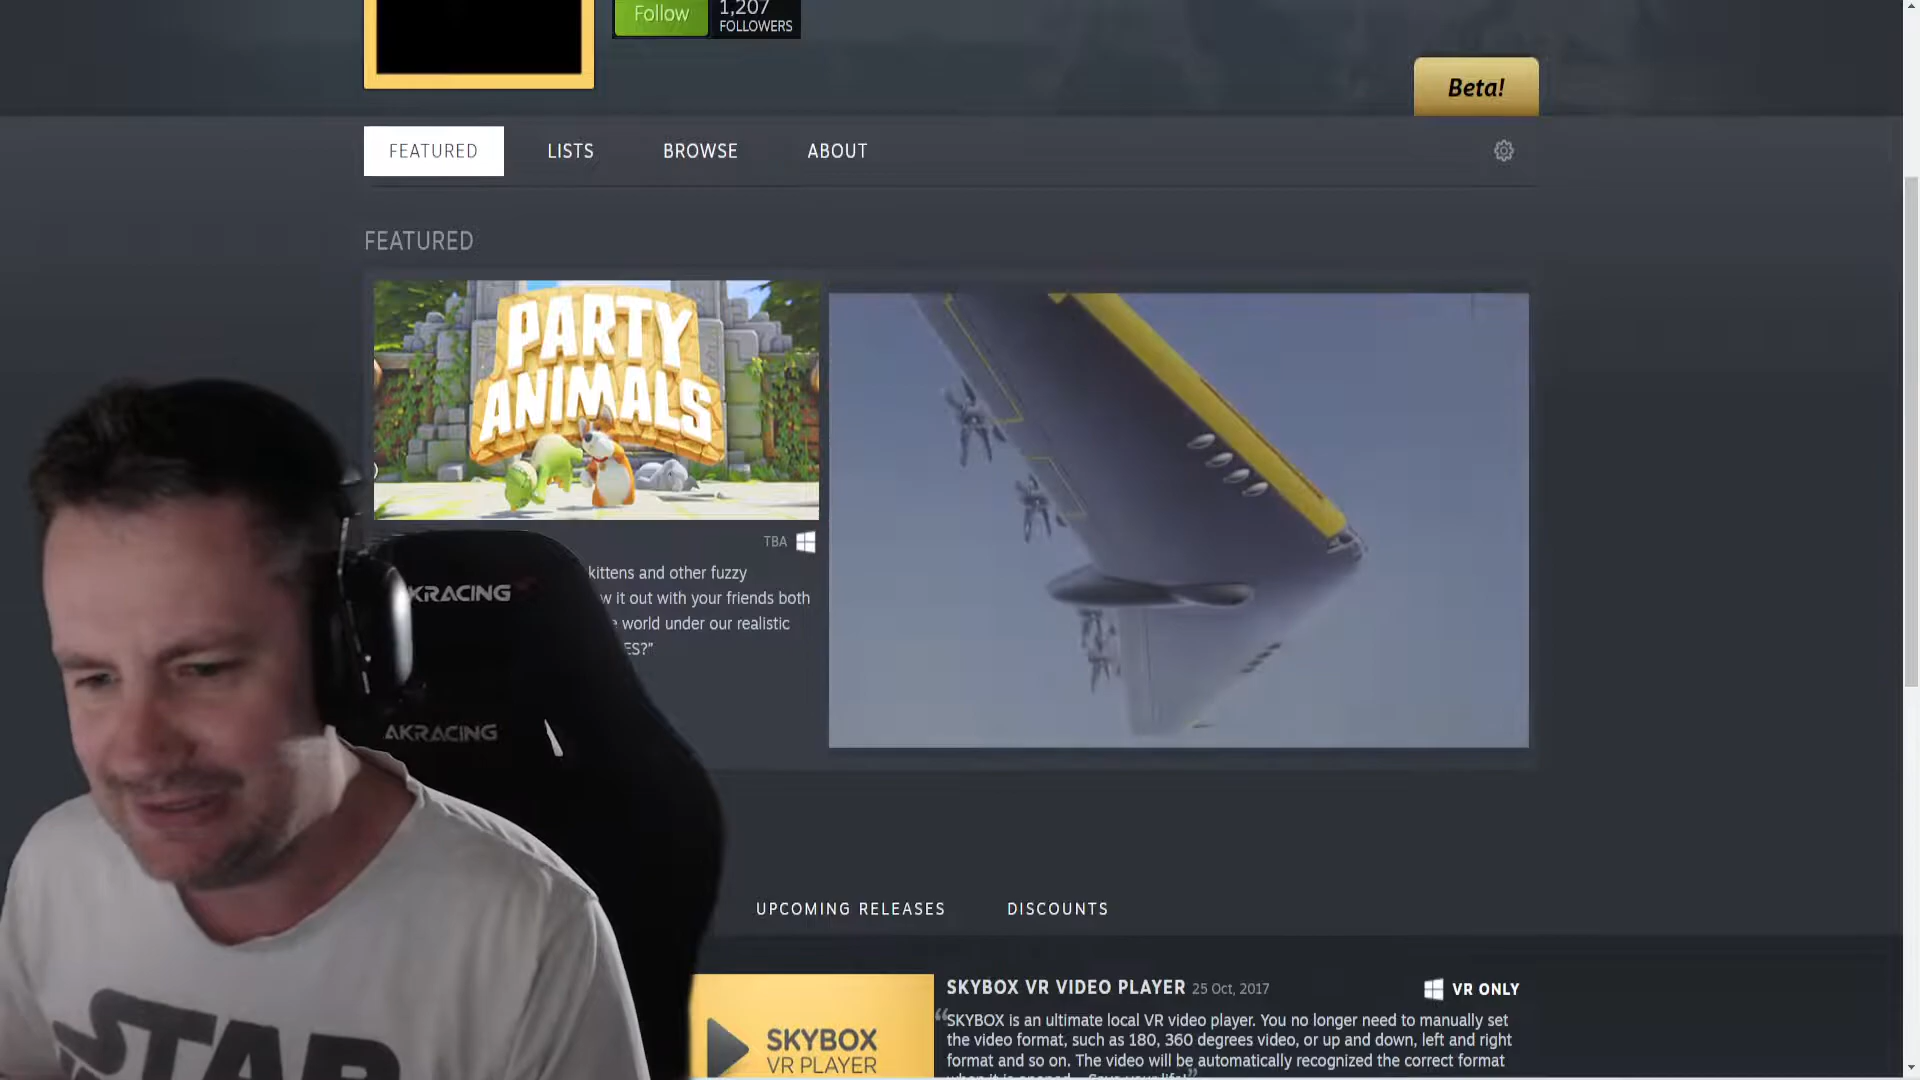 Follow
1,207
FOLLOWERS
Beta!
FEATURED
LISTS
BROWSE
ABOUT
FEATURED
PARTY
ANIMALS
TBA
kittens and other fuzzy
it out with your friends both
world under our realistic
KRACING
AKRACING
UPCOMING RELEASES
DISCOUNTS
SKYBOX VR VIDEO PLAYER 25 Oct, 2017
VR ONLY
SKYBOX
VR PLAYER
“SKYBOX is an ultimate local VR video player. You no longer need to manually set
the video format, such as 180, 360 degrees video, or up and down, left and right
format and so on. The video will be automatically recognized the correct format
STAR